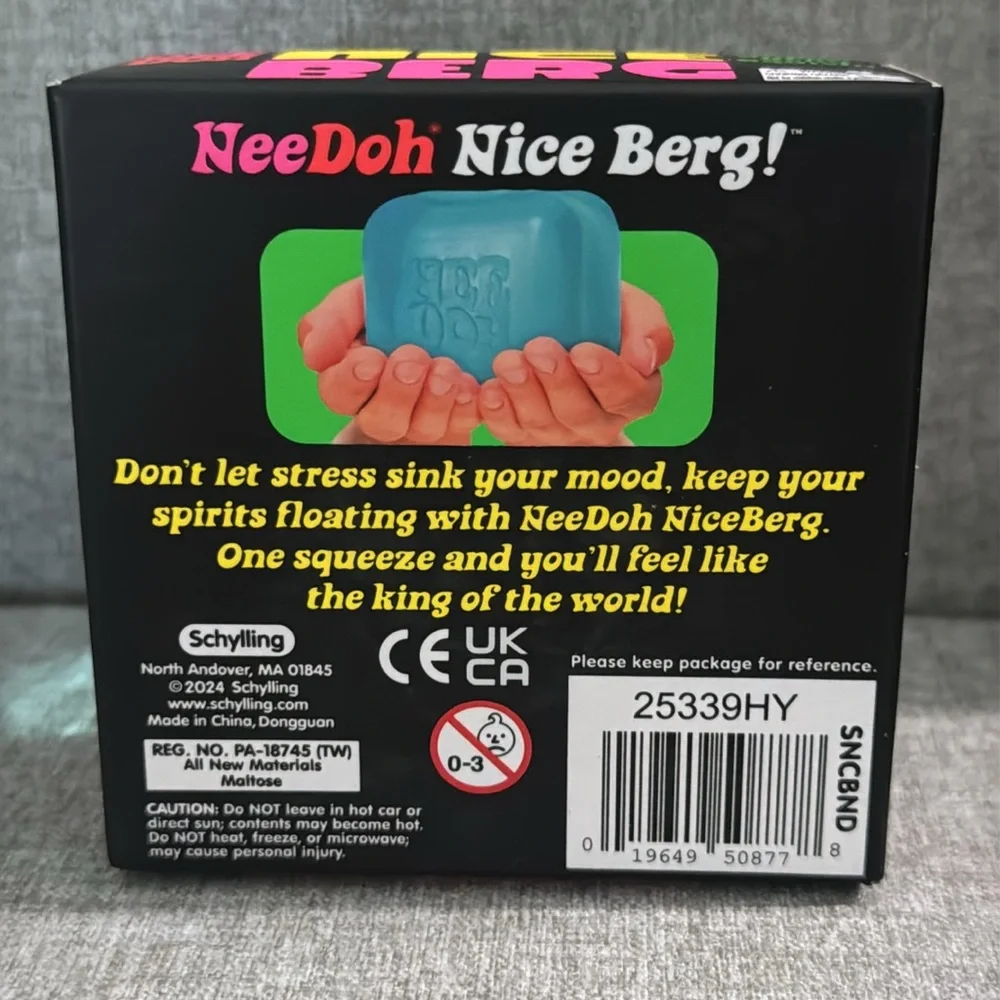 BERG
NeeDoh® Nice Berg!™
NEE
DOH
Don't let stress sink your mood, keep your
spirits floating with NeeDoh NiceBerg.
One squeeze and you'll feel like
the king of the world!
Schylling
North Andover, MA 01845
©2024 Schylling
www.schylling.com
Made in China, Dongguan
REG. NO. PA-18745 (TW)
All New Materials
Maltose
CAUTION: Do NOT leave in hot car or
direct sun; contents may become hot.
Do NOT heat, freeze, or microwave;
may cause personal injury.
CE
UK
CA
0-3
Please keep package for reference.
25339HY
SNCBND
0 19649 50877 8